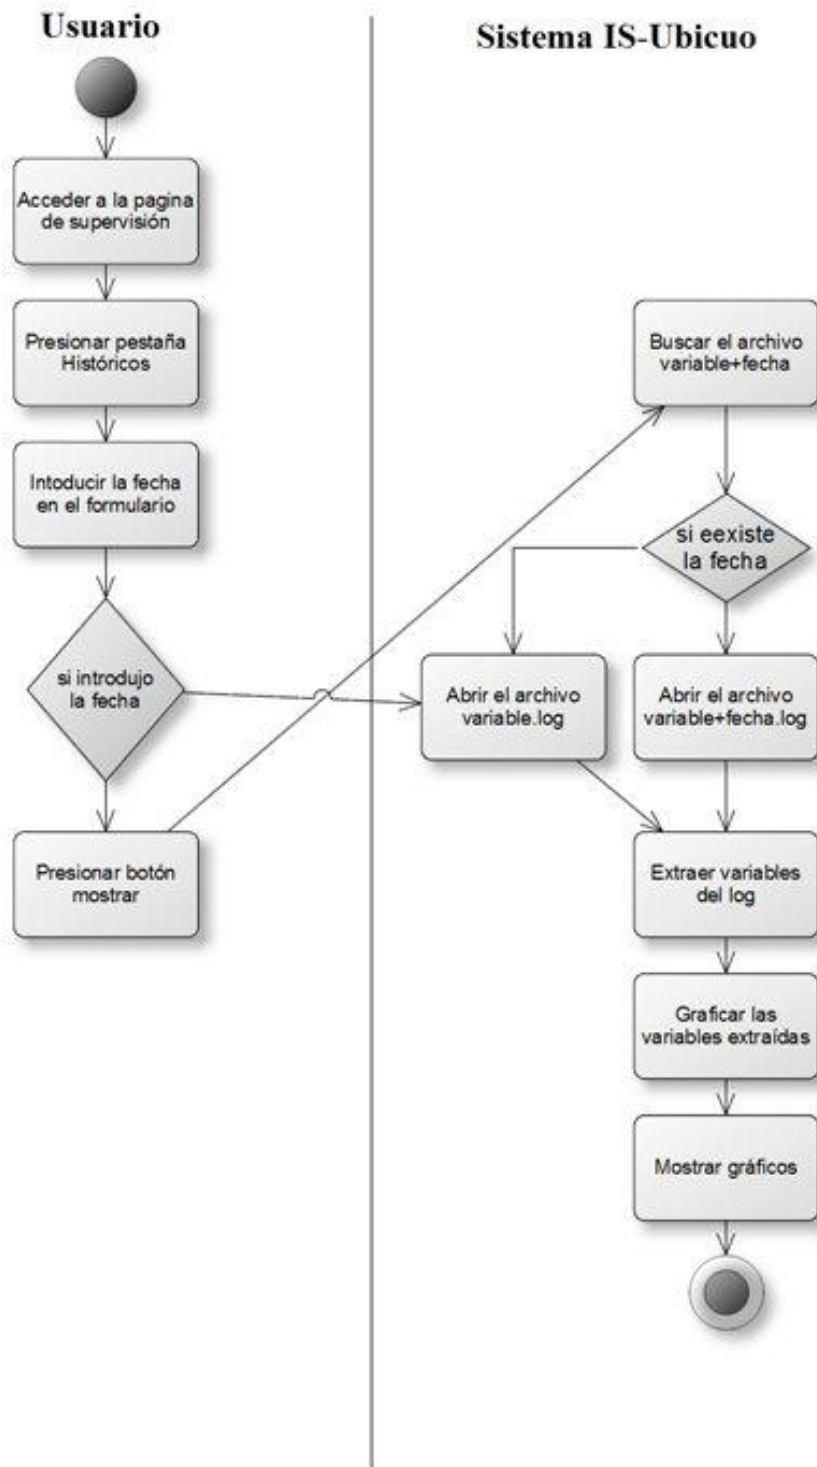 Usuario
Sistema IS-Ubicuo
Acceder a la pagina
de supervisión
Presionar pestaña
Históricos
Intoducir la fecha
en el formulario
si introdujo
la fecha
Presionar botón
mostrar
Buscar el archivo
variable+fecha
si eexiste
la fecha
Abrir el archivo
variable.log
Abrir el archivo
variable+fecha.log
Extraer variables
del log
Graficar las
variables extraídas
Mostrar gráficos